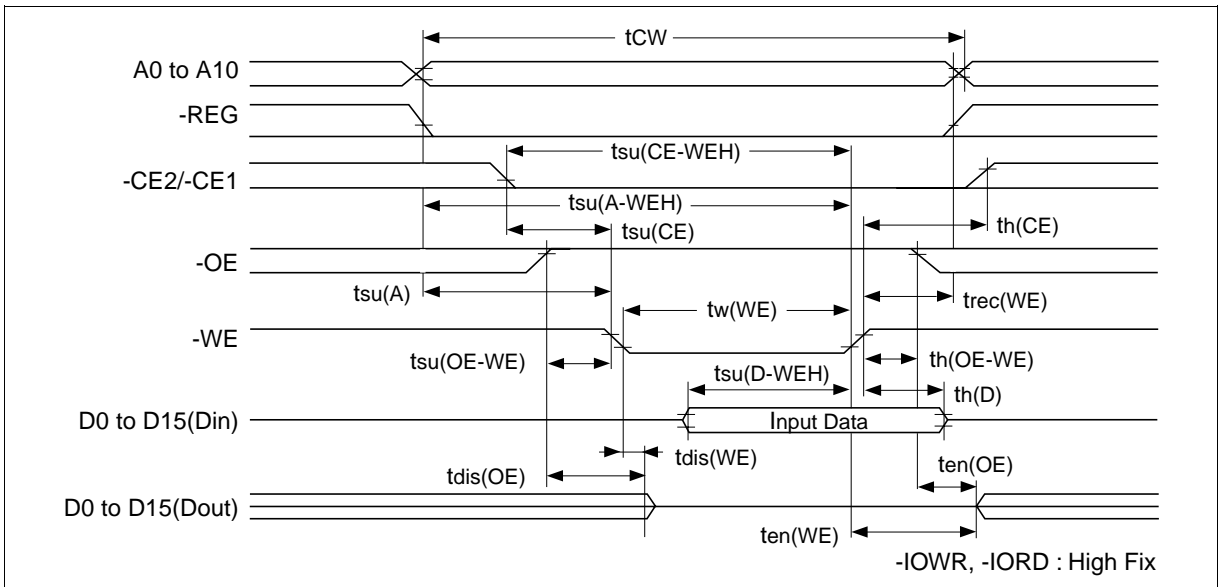 tCW
A0 to A10
-REG
tsu(CE-WEH)
-CE2/-CE1
tsu(A-WEH)
tsu(CE)
th(CE)
-OE
tsu(A)
trec(WE)
tw(WE)
-WE
tsu(OE-WE)
th(OE-WE)
tsu(D-WEH)
th(D)
D0 to D15(Din)
Input Data
tdis(WE)
tdis(OE)
ten(OE)
D0 to D15(Dout)
ten(WE)
-IOWR, -IORD : High Fix